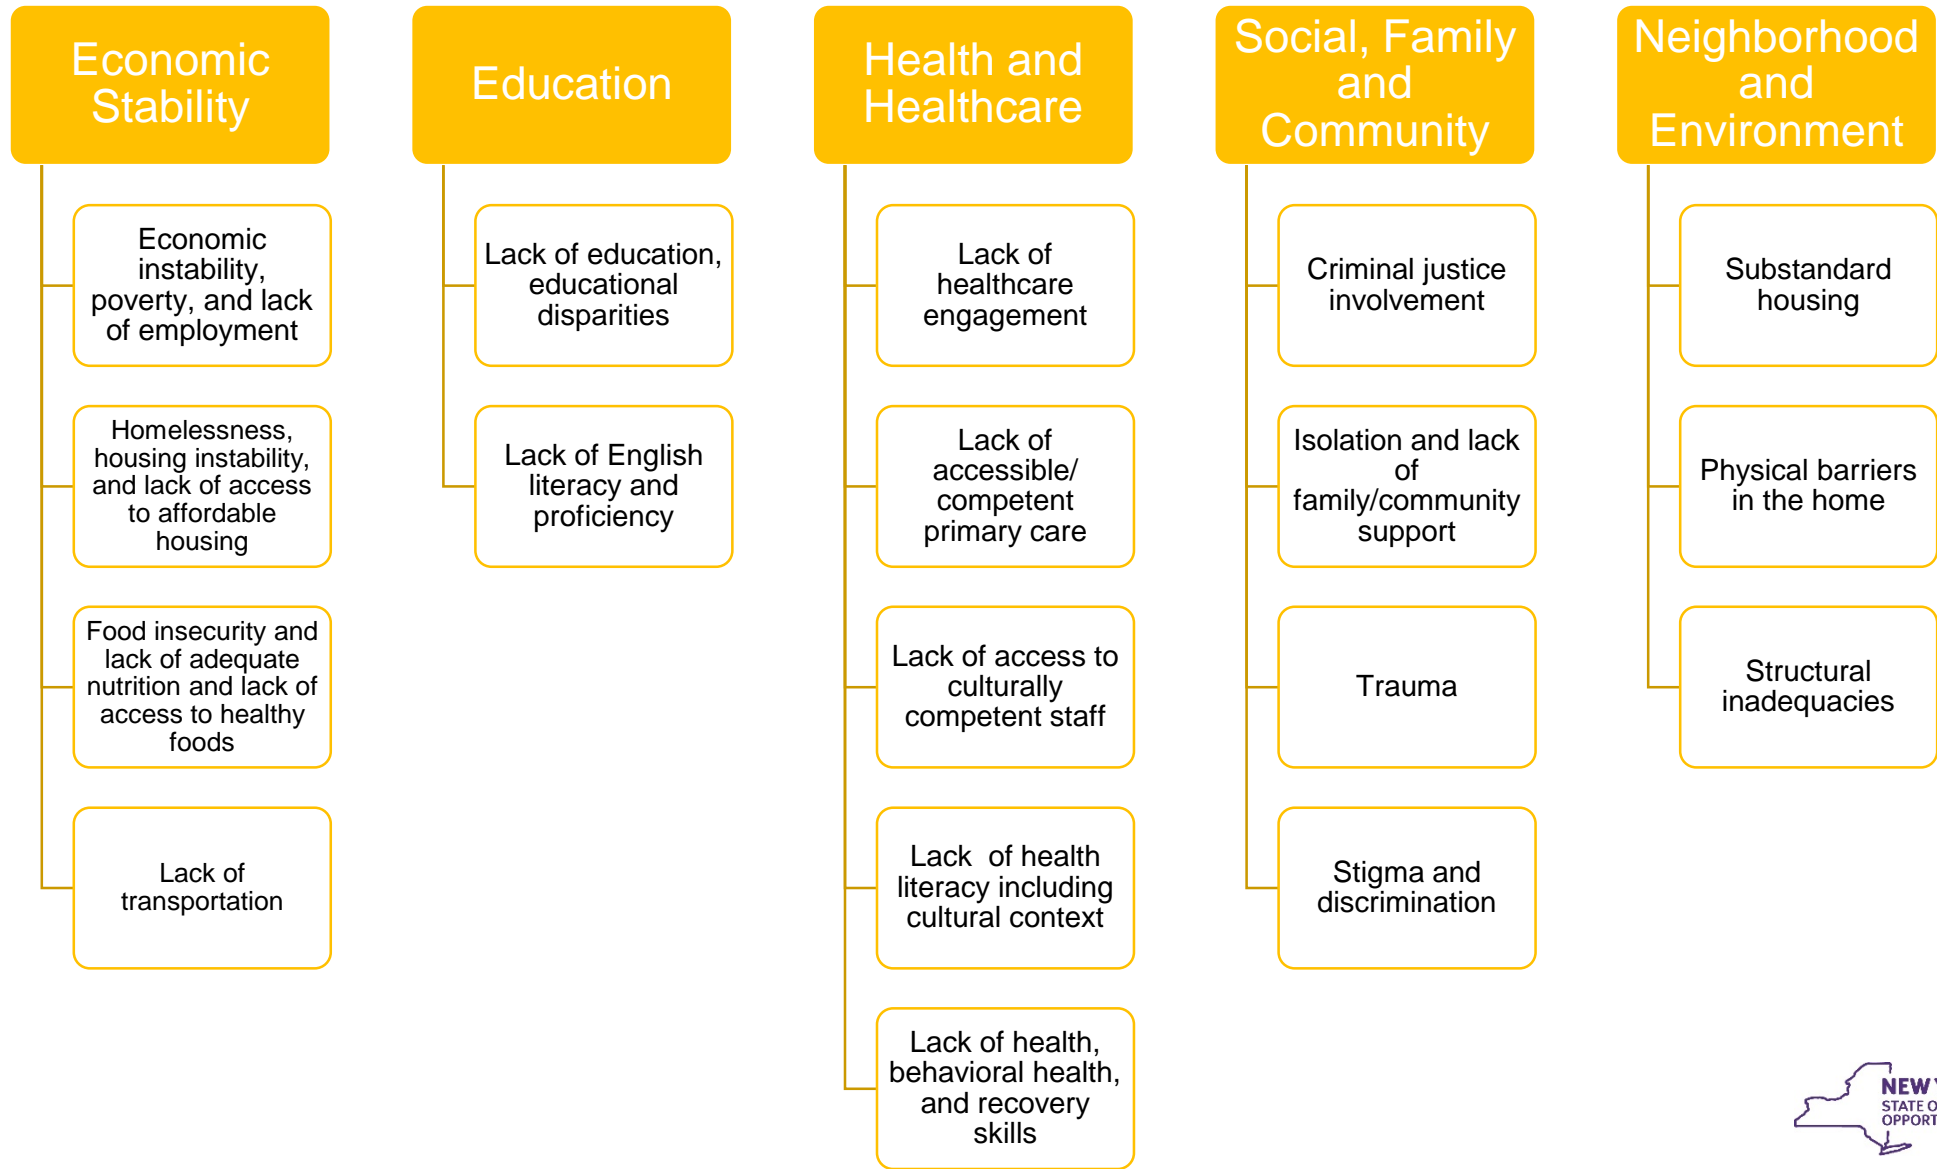 Economic
Stability
Economic
instability,
poverty, and lack
of employment
Homelessness,
housing instability,
and lack of access
to affordable
housing
Food insecurity and
lack of adequate
nutrition and lack of
access to healthy
foods
Lack of
transportation
Education
Lack of education,
educational
disparities
Lack of English
literacy and
proficiency
Health and
Healthcare
Lack of
healthcare
engagement
Lack of
accessible/
competent
primary care
Lack of access to
culturally
competent staff
Lack  of health
literacy including
cultural context
Lack of health,
behavioral health,
and recovery
skills
Social, Family
and
Community
Criminal justice
involvement
Isolation and lack
of
family/community
support
Trauma
Stigma and
discrimination
Neighborhood
and
Environment
Substandard
housing
Physical barriers
in the home
Structural
inadequacies
NEW
STATE